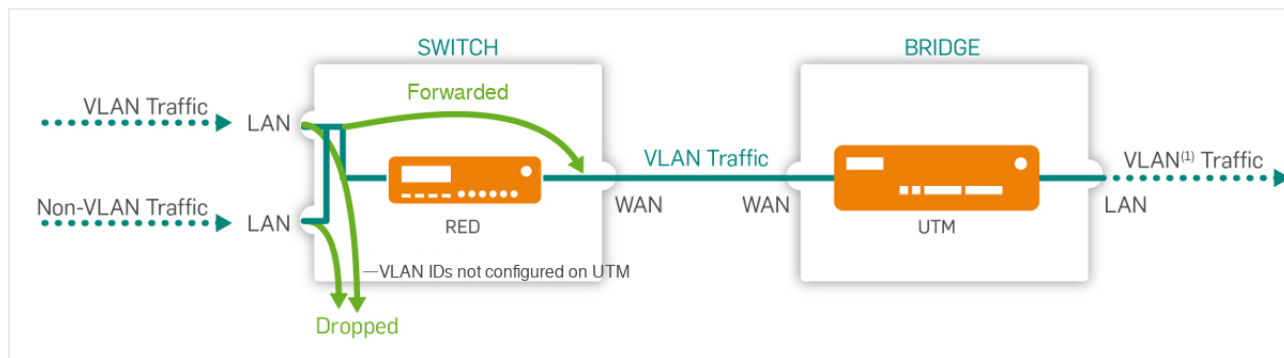 SWITCH
BRIDGE
Forwarded
VLAN Traffic
LAN
VLAN Traffic
VLAN(1) Traffic
Non-VLAN Traffic
LAN
WAN
WAN
LAN
RED
UTM
—VLAN IDs not configured on UTM
Dropped